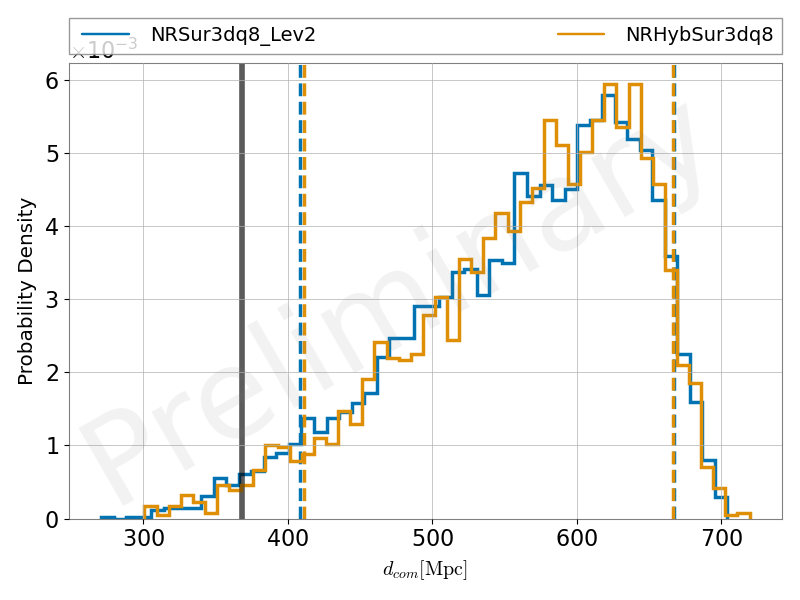 NRSur3dq8_Lev2 NRHybSur3dq8
×10⁻³
6
5
4
3
2
1
0
Probability Density
Preliminary
300 400 500 600 700
d_com[Mpc]